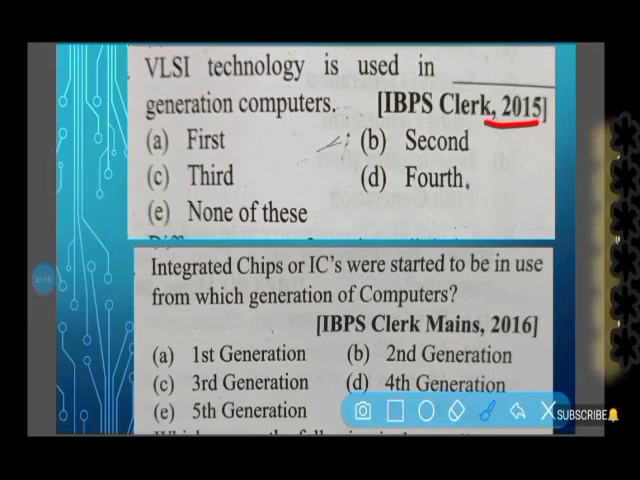 VLSI technology is used in ________
generation computers. [IBPS Clerk, 2015]
(a) First (b) Second
(c) Third (d) Fourth.
(e) None of these
Integrated Chips or IC's were started to be in use
from which generation of Computers?
[IBPS Clerk Mains, 2016]
(a) 1st Generation (b) 2nd Generation
(c) 3rd Generation (d) 4th Generation
(e) 5th Generation
SUBSCRIBE